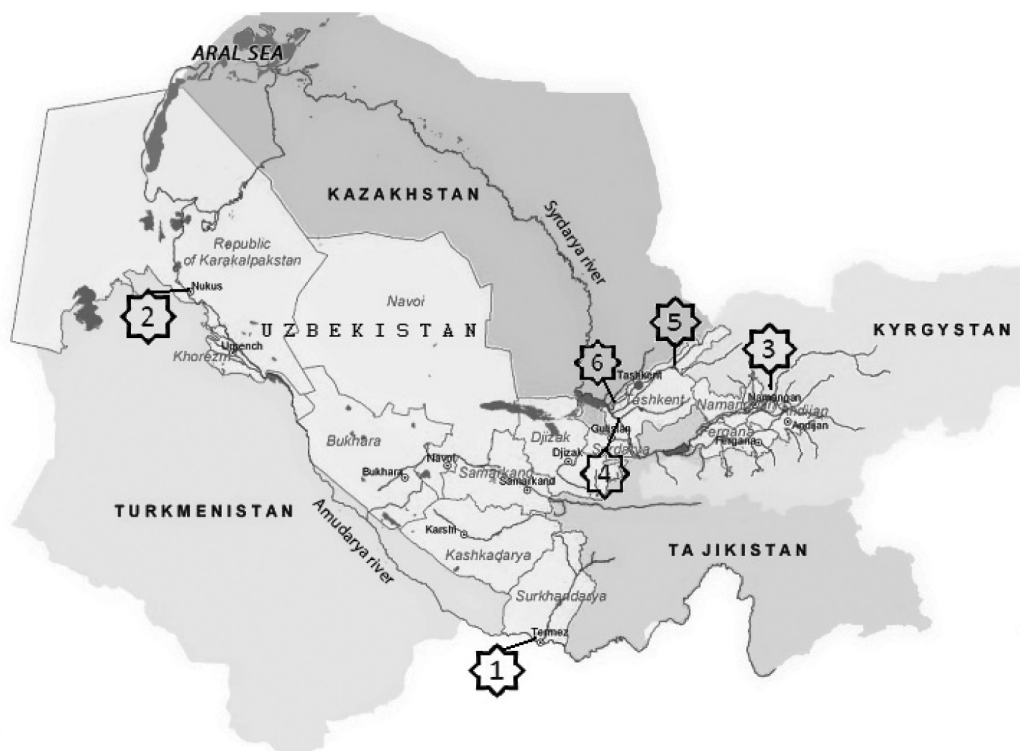 ARAL SEA
KAZAKHSTAN
Syrdarya river
Republic
of Karakalpakstan
Nukus
2
Navoi
UZBEKISTAN
5
3
KYRGYSTAN
6
Khorezm
Urgench
Tashkent
Tashkent
Namangan
Namangan
Andijan
Andijan
Fergana
Fergana
Gulistan
Syrdarya
Bukhara
Djizak
Djizak
Navoi
Bukhara
Samarkand
Samarkand
4
TURKMENISTAN
Amudarya river
Karshi
Kashkadarya
TAJIKISTAN
Surkhandarya
Termez
1